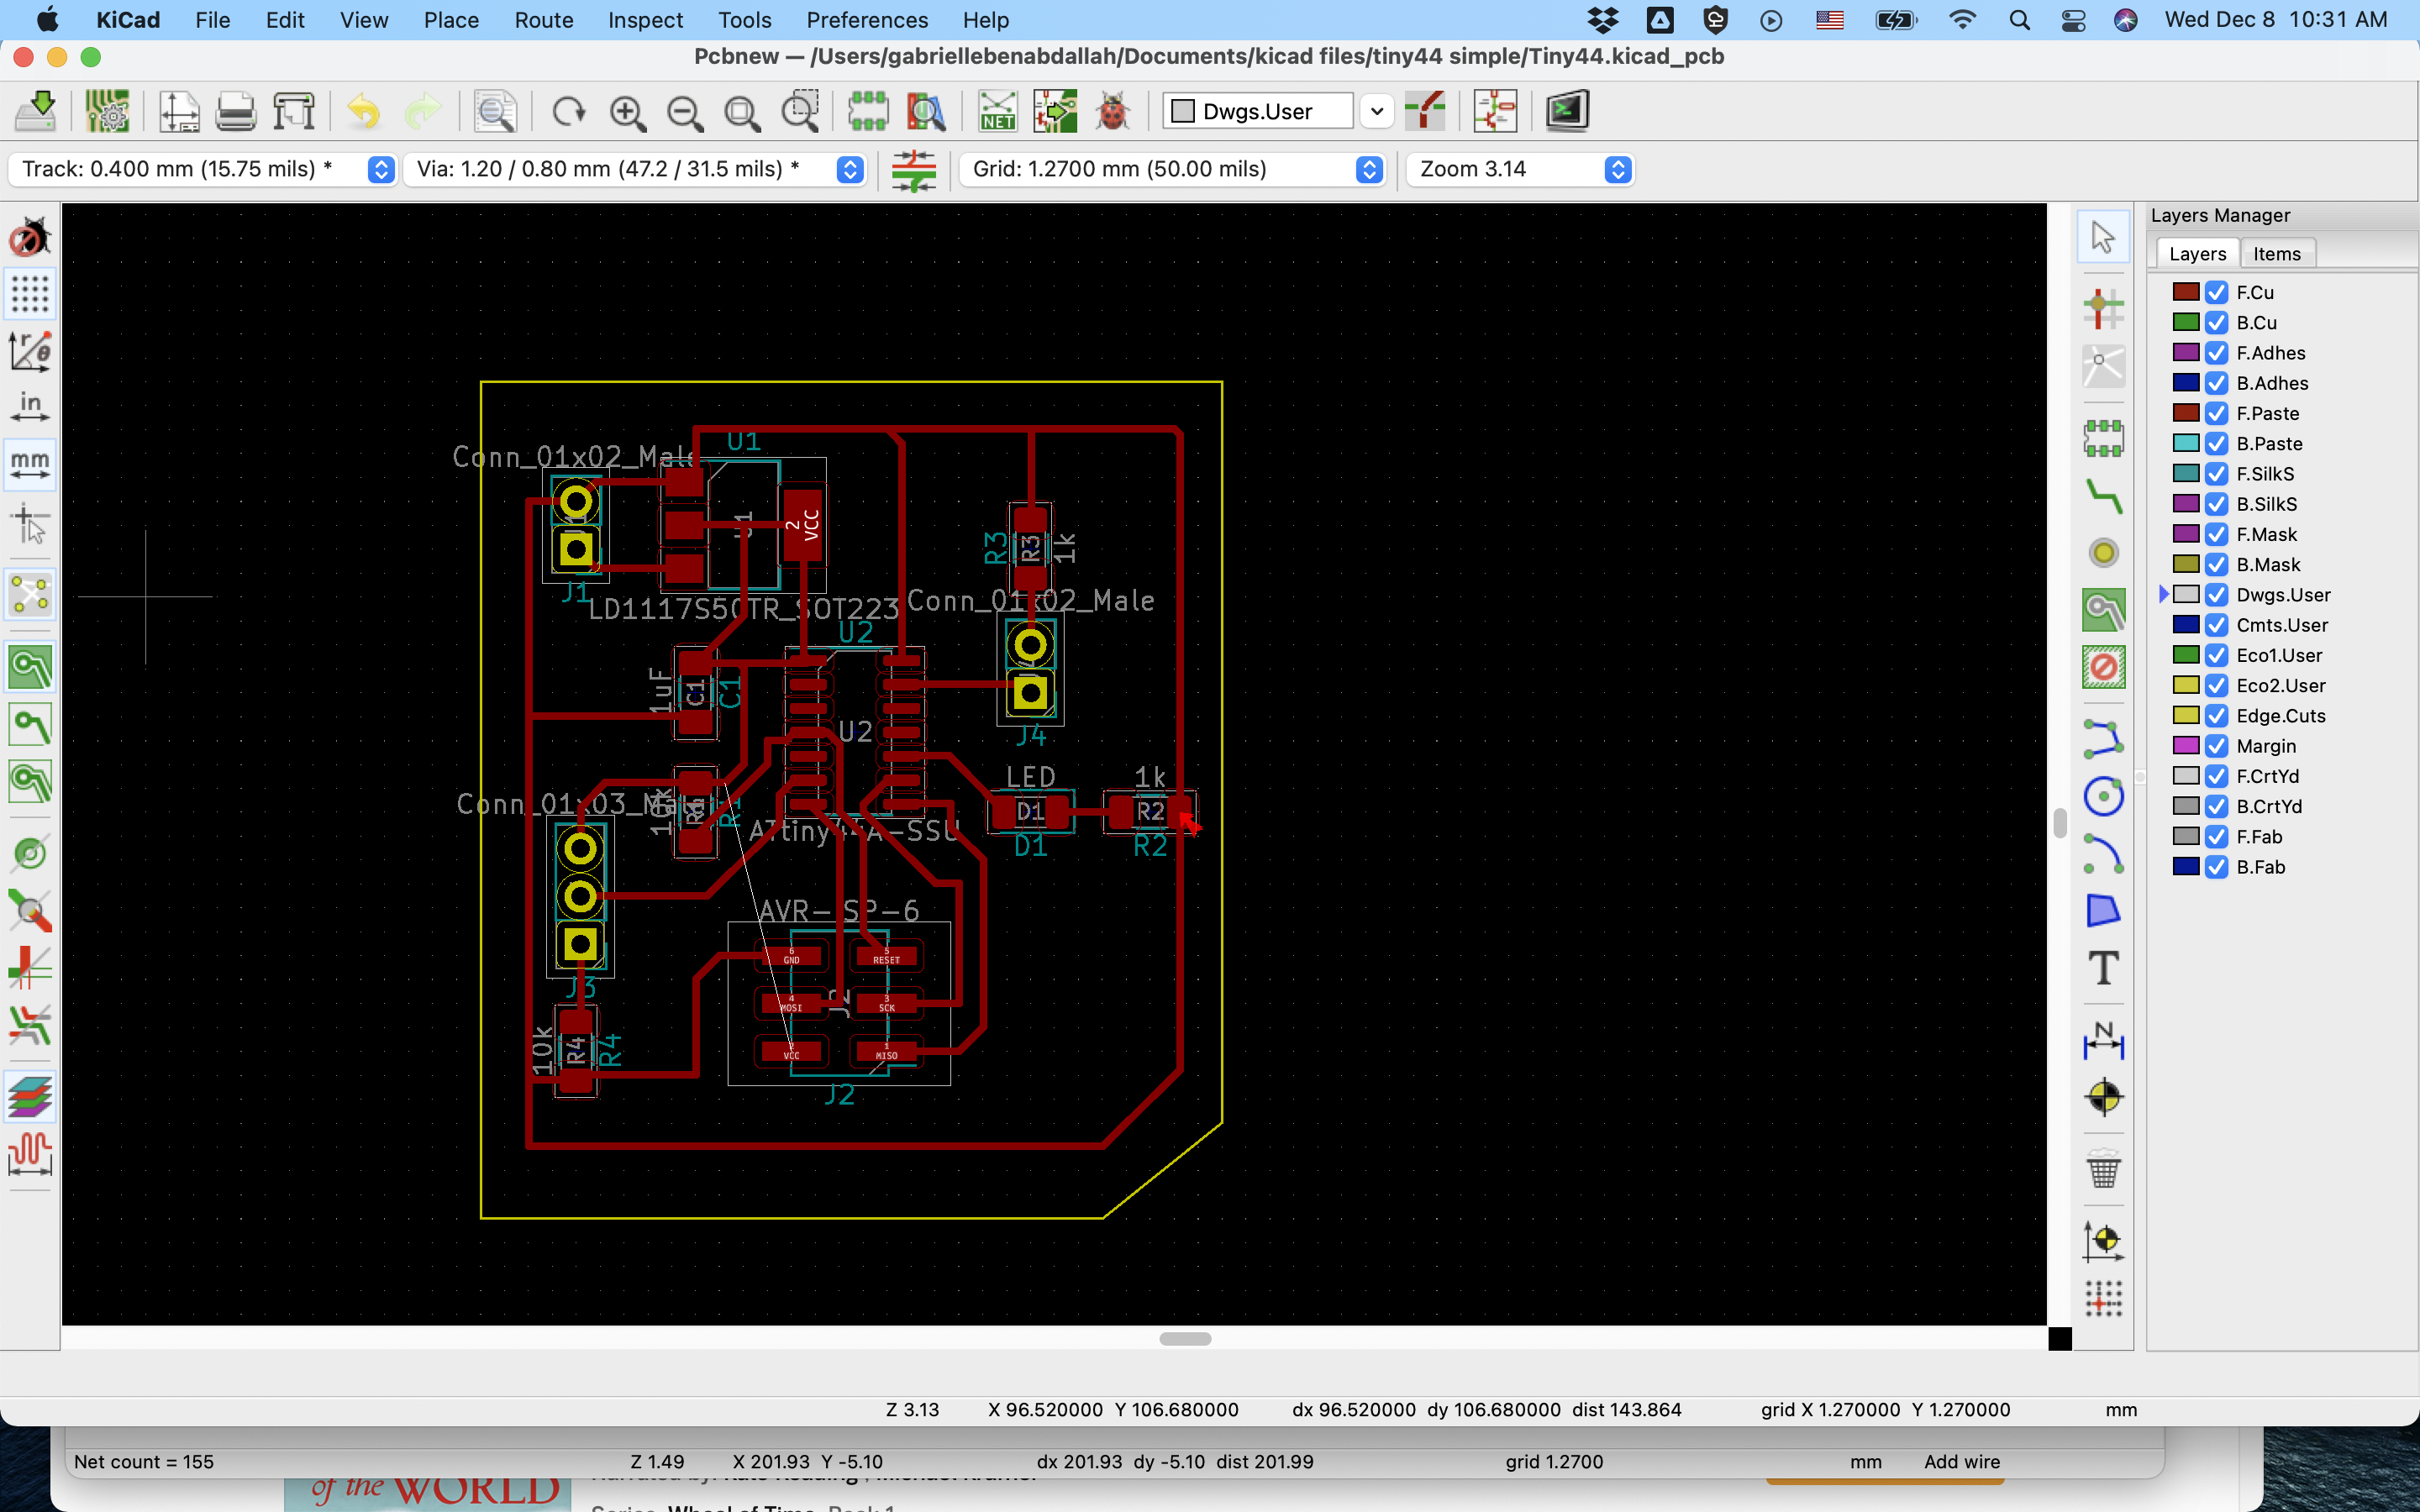 KiCad File Edit View Place Route Inspect Tools Preferences Help Wed Dec 8 10:31 AM
Pcbnew — /Users/gabriellebenabdallah/Documents/kicad files/tiny44 simple/Tiny44.kicad_pcb
NET Dwgs.User
Track: 0.400 mm (15.75 mils) * Via: 1.20 / 0.80 mm (47.2 / 31.5 mils) * Grid: 1.2700 mm (50.00 mils) Zoom 3.14
Layers Manager
Layers Items
in
mm
F.Cu
B.Cu
F.Adhes
B.Adhes
F.Paste
B.Paste
F.SilkS
B.SilkS
F.Mask
B.Mask
Dwgs.User
Cmts.User
Eco1.User
Eco2.User
Edge.Cuts
Margin
F.CrtYd
B.CrtYd
F.Fab
B.Fab
Conn_01x02_Male U1
2 VCC
J1
LD1117S50TR_SOT223
R3 R3 1k
Conn_01x02_Male
U2
1uF C1 C1
U2
J4
LED 1k
D1 R2
D1 R2
Conn_01x03_Male
10k
ATtiny44A-SSU
J3
AVR-ISP-6
6 GND 5 RESET
4 MOSI 3 SCK
J2
2 VCC 1 MISO
J2
10k R4 R4
T
N
Z 3.13 X 96.520000 Y 106.680000 dx 96.520000 dy 106.680000 dist 143.864 grid X 1.270000 Y 1.270000 mm
Net count = 155 Z 1.49 X 201.93 Y -5.10 dx 201.93 dy -5.10 dist 201.99 grid 1.2700 mm Add wire
of the WORLD